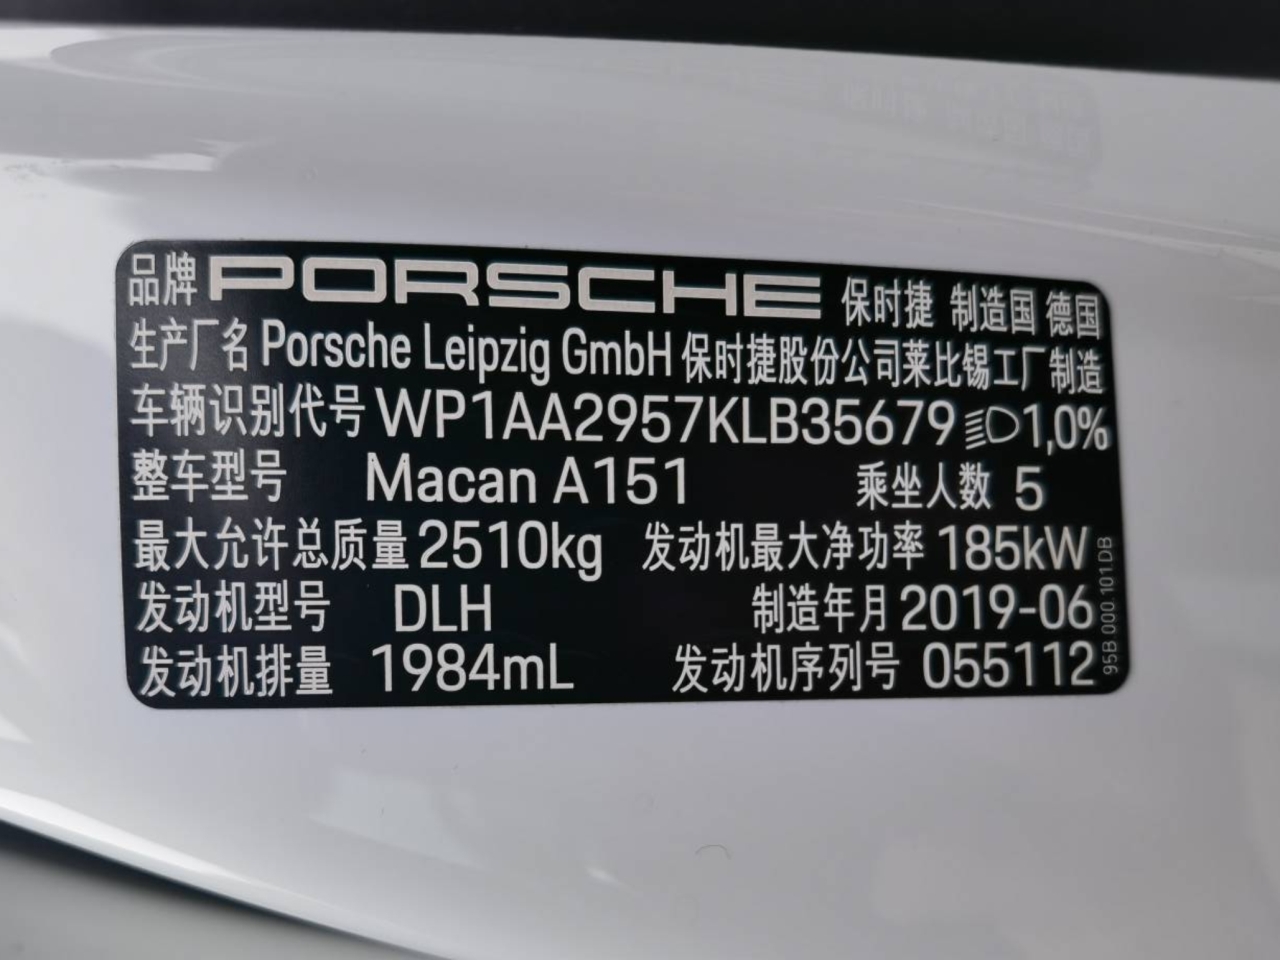 品牌 PORSCHE 保时捷 制造国 德国
生产厂名 Porsche Leipzig GmbH 保时捷股份公司莱比锡工厂制造
车辆识别代号 WP1AA2957KLB35679 1,0%
整车型号 Macan A151 乘坐人数 5
最大允许总质量 2510kg 发动机最大净功率 185kW
发动机型号 DLH 制造年月 2019-06
发动机排量 1984mL 发动机序列号 055112
95B.000.101.DB